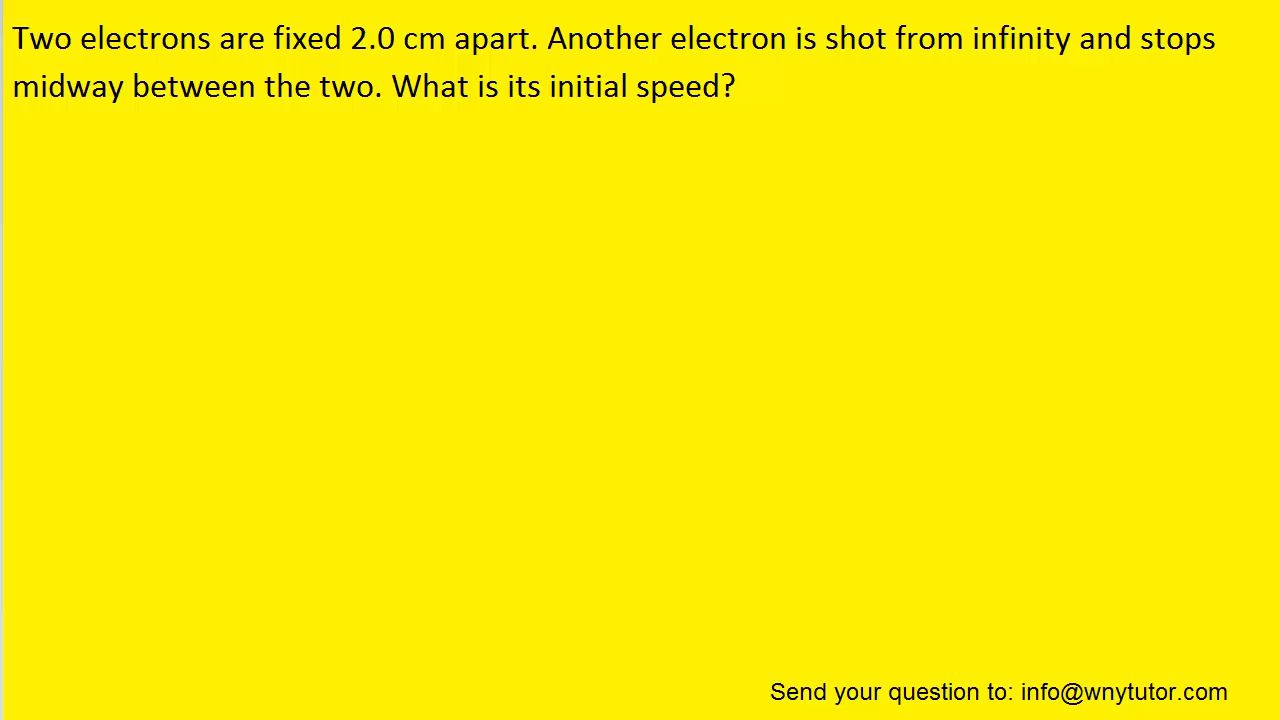 Two electrons are fixed 2.0 cm apart. Another electron is shot from infinity and stops
midway between the two. What is its initial speed?
Send your question to: info@wnytutor.com